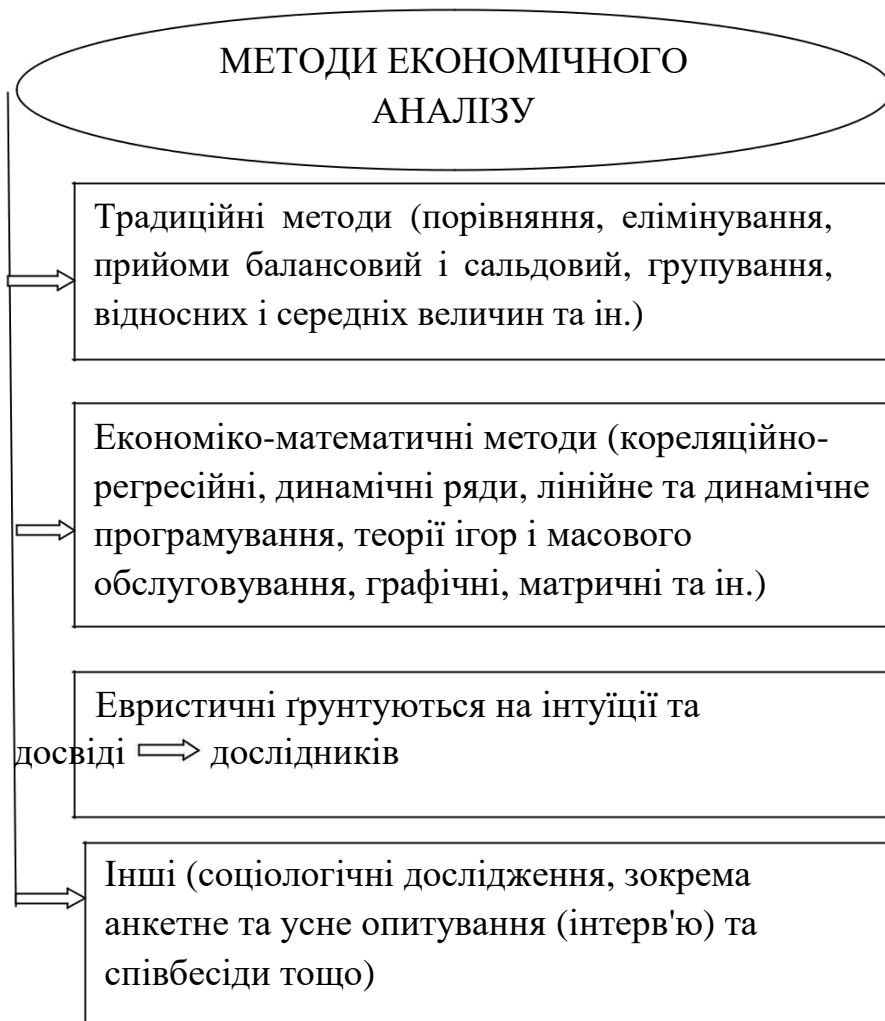 МЕТОДИ ЕКОНОМІЧНОГО
АНАЛІЗУ
Традиційні методи (порівняння, елімінування,
прийоми балансовий і сальдовий, групування,
відносних і середніх величин та ін.)
Економіко-математичні методи (кореляційно-
регресійні, динамічні ряди, лінійне та динамічне
програмування, теорії ігор і масового
обслуговування, графічні, матричні та ін.)
Евристичні ґрунтуються на інтуїції та
досвіді дослідників
Інші (соціологічні дослідження, зокрема
анкетне та усне опитування (інтерв'ю) та
співбесіди тощо)